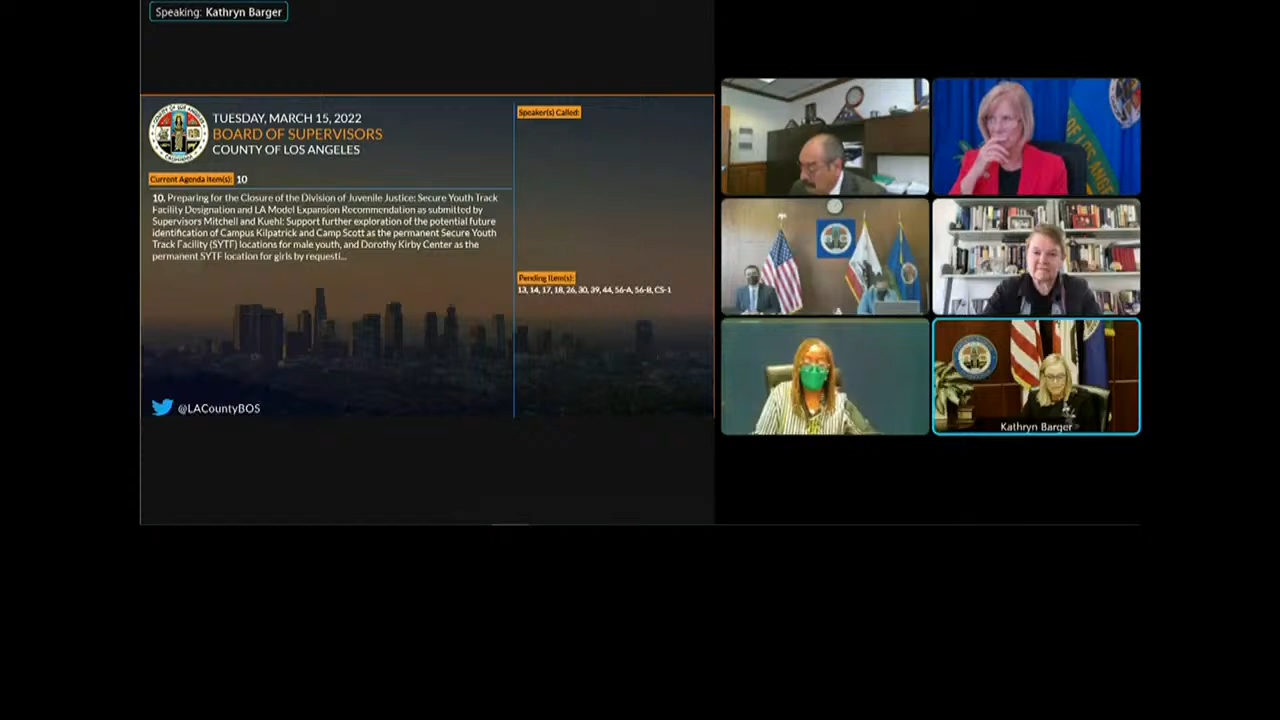 Speaking: Kathryn Barger
TUESDAY, MARCH 15, 2022
BOARD OF SUPERVISORS
COUNTY OF LOS ANGELES
Current Agenda Item(s): 10
10. Preparing for the Closure of the Division of Juvenile Justice: Secure Youth Track
Facility Designation and LA Model Expansion Recommendation as submitted by
Supervisors Mitchell and Kuehl: Support further exploration of the potential future
identification of Campus Kilpatrick and Camp Scott as the permanent Secure Youth
Track Facility (SYTF) locations for male youth, and Dorothy Kirby Center as the
permanent SYTF location for girls by requesti...
@LACountyBOS
Speaker(s) Called:
Pending Item(s):
13, 14, 17, 18, 26, 30, 39, 44, 56-A, 56-B, CS-1
Kathryn Barger